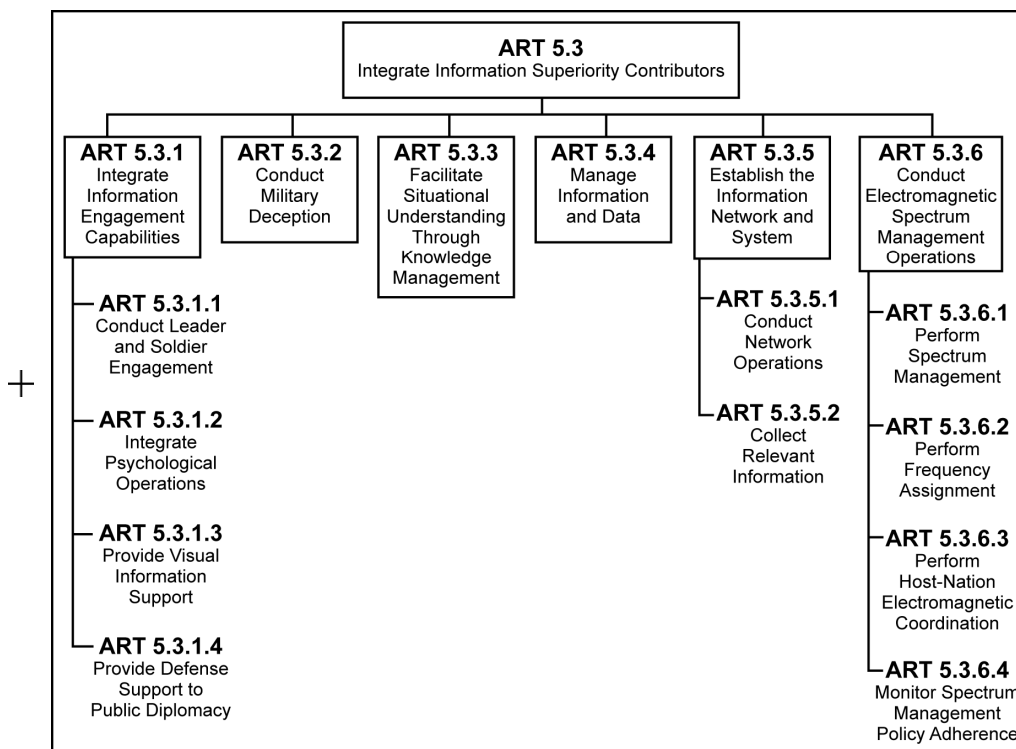 ART 5.3
Integrate Information Superiority Contributors
ART 5.3.1
Integrate
Information
Engagement
Capabilities
ART 5.3.2
Conduct
Military
Deception
ART 5.3.3
Facilitate
Situational
Understanding
Through
Knowledge
Management
ART 5.3.4
Manage
Information
and Data
ART 5.3.5
Establish the
Information
Network and
System
ART 5.3.6
Conduct
Electromagnetic
Spectrum
Management
Operations
ART 5.3.1.1
Conduct Leader
and Soldier
Engagement
ART 5.3.1.2
Integrate
Psychological
Operations
ART 5.3.1.3
Provide Visual
Information
Support
ART 5.3.1.4
Provide Defense
Support to
Public Diplomacy
ART 5.3.5.1
Conduct
Network
Operations
ART 5.3.5.2
Collect
Relevant
Information
ART 5.3.6.1
Perform
Spectrum
Management
ART 5.3.6.2
Perform
Frequency
Assignment
ART 5.3.6.3
Perform
Host-Nation
Electromagnetic
Coordination
ART 5.3.6.4
Monitor Spectrum
Management
Policy Adherence